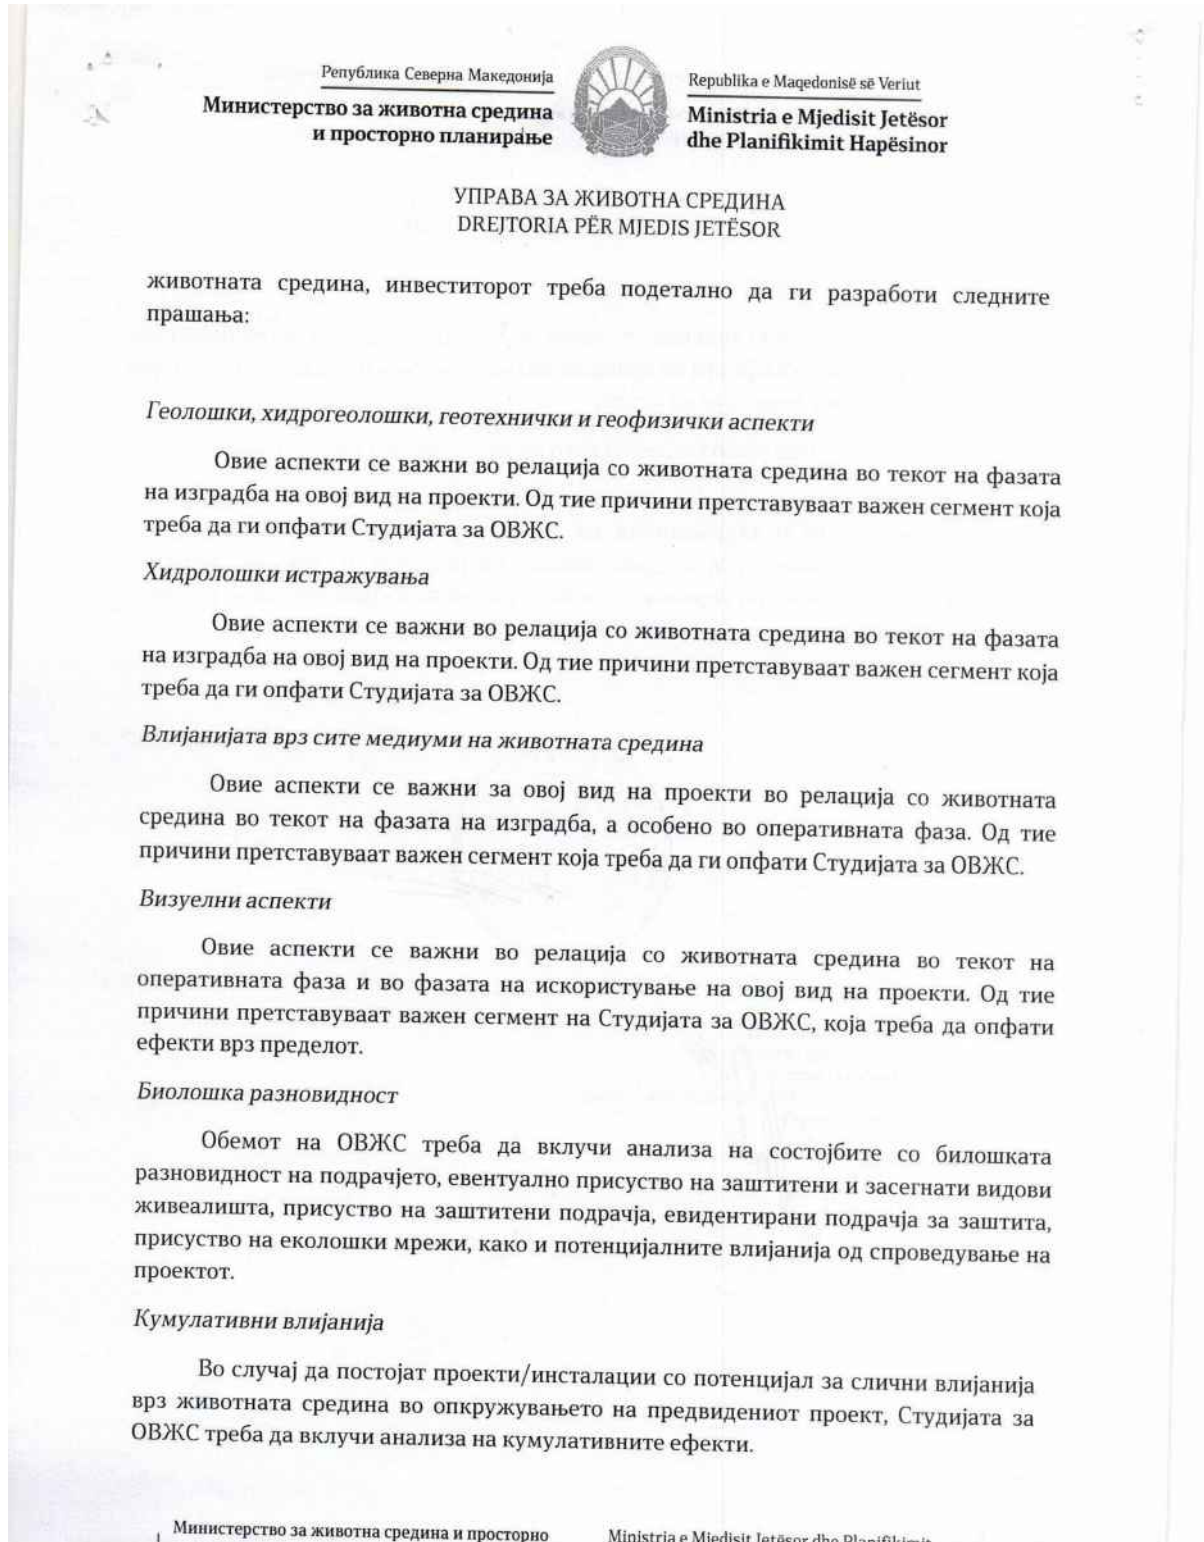 Република Северна Македонија
Министерство за животна средина
и просторно планирање
Republika e Maqedonisë së Veriut
Ministria e Mjedisit Jetësor
dhe Planifikimit Hapësinor
УПРАВА ЗА ЖИВОТНА СРЕДИНА
DREJTORIA PËR MJEDIS JETËSOR
животната средина, инвеститорот треба подетално да ги разработи следните
прашања:
Геолошки, хидрогеолошки, геотехнички и геофизички аспекти
Овие аспекти се важни во релација со животната средина во текот на фазата
на изградба на овој вид на проекти. Од тие причини претставуваат важен сегмент која
треба да ги опфати Студијата за ОВЖС.
Хидролошки истражувања
Овие аспекти се важни во релација со животната средина во текот на фазата
на изградба на овој вид на проекти. Од тие причини претставуваат важен сегмент која
треба да ги опфати Студијата за ОВЖС.
Влијанијата врз сите медиуми на животната средина
Овие аспекти се важни за овој вид на проекти во релација со животната
средина во текот на фазата на изградба, а особено во оперативната фаза. Од тие
причини претставуваат важен сегмент која треба да ги опфати Студијата за ОВЖС.
Визуелни аспекти
Овие аспекти се важни во релација со животната средина во текот на
оперативната фаза и во фазата на искористување на овој вид на проекти. Од тие
причини претставуваат важен сегмент на Студијата за ОВЖС, која треба да опфати
ефекти врз пределот.
Биолошка разновидност
Обемот на ОВЖС треба да вклучи анализа на состојбите со билошката
разновидност на подрачјето, евентуално присуство на заштитени и засегнати видови
живеалишта, присуство на заштитени подрачја, евидентирани подрачја за заштита,
присуство на еколошки мрежи, како и потенцијалните влијанија од спроведување на
проектот.
Кумулативни влијанија
Во случај да постојат проекти/инсталации со потенцијал за слични влијанија
врз животната средина во опкружувањето на предвидениот проект, Студијата за
ОВЖС треба да вклучи анализа на кумулативните ефекти.
Министерство за животна средина и просторно
Ministria e Mjedisit Jetësor dhe Planifikimit